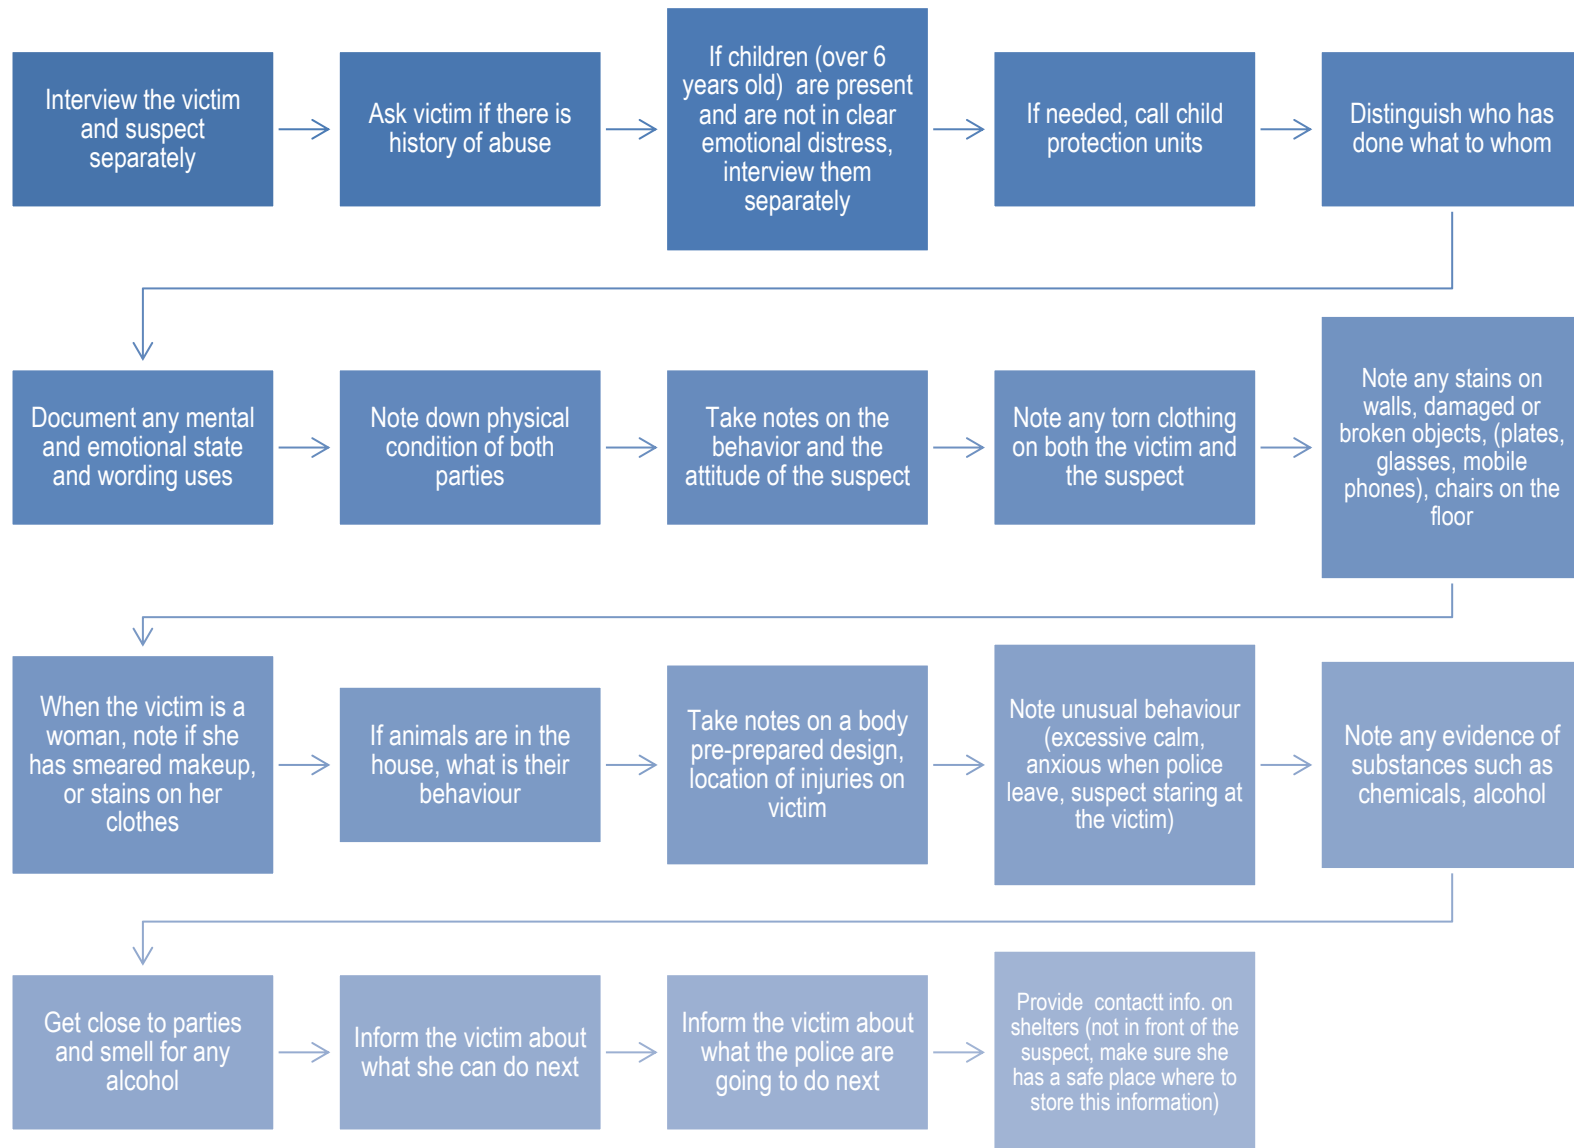 Interview the victim
and suspect
separately
Ask victim if there is
history of abuse
If children (over 6
years old) are present
and are not in clear
emotional distress,
interview them
separately
If needed, call child
protection units
Distinguish who has
done what to whom
Document any mental
and emotional state
and wording uses
Note down physical
condition of both
parties
Take notes on the
behavior and the
attitude of the suspect
Note any torn clothing
on both the victim and
the suspect
Note any stains on
walls, damaged or
broken objects, (plates,
glasses, mobile
phones), chairs on the
floor
When the victim is a
woman, note if she
has smeared makeup,
or stains on her
clothes
If animals are in the
house, what is their
behaviour
Take notes on a body
pre-prepared design,
location of injuries on
victim
Note unusual behaviour
(excessive calm,
anxious when police
leave, suspect staring at
the victim)
Note any evidence of
substances such as
chemicals, alcohol
Get close to parties
and smell for any
alcohol
Inform the victim about
what she can do next
Inform the victim about
what the police are
going to do next
Provide contactt info. on
shelters (not in front of the
suspect, make sure she
has a safe place where to
store this information)